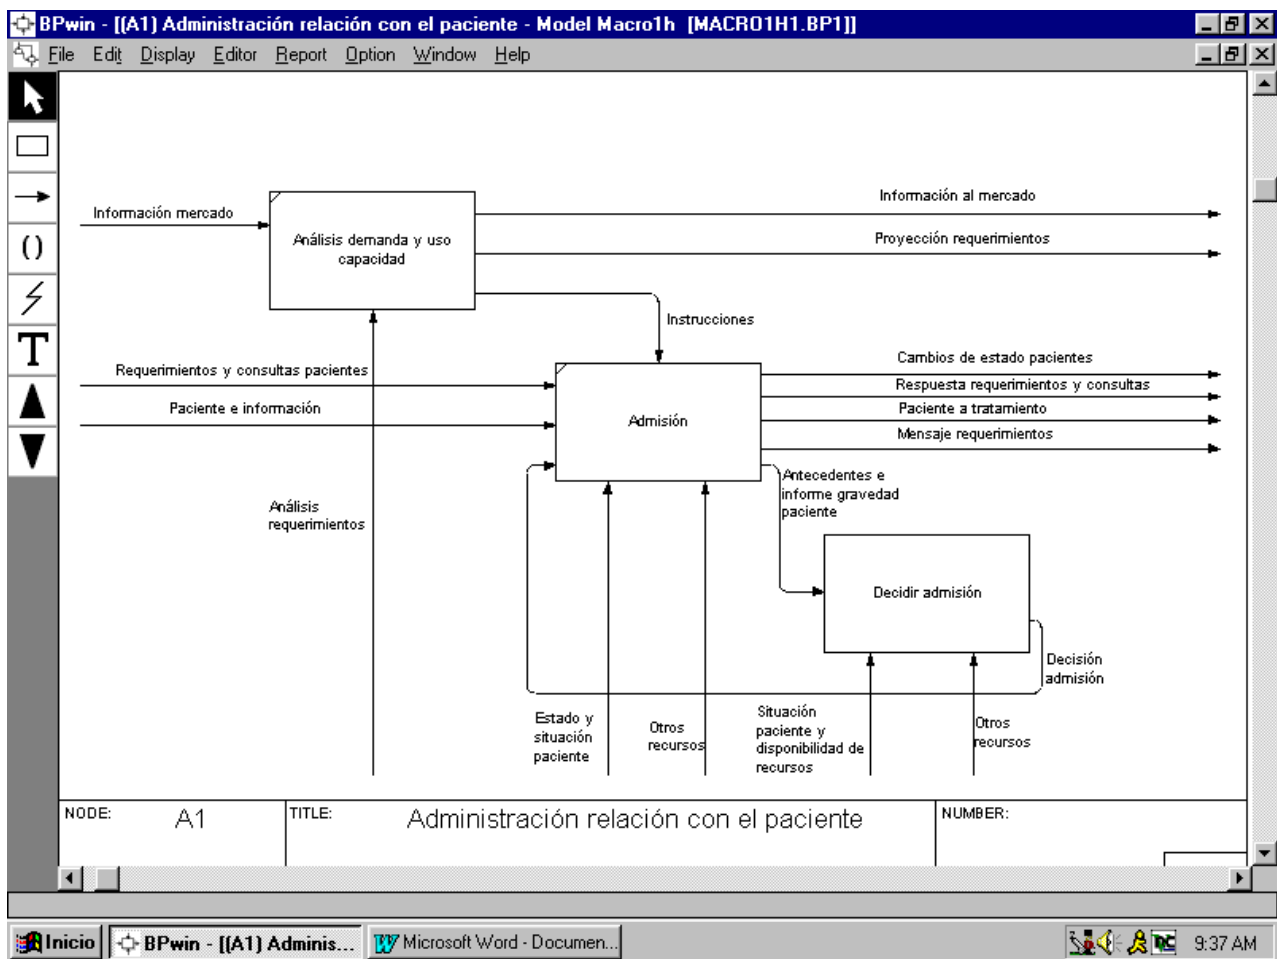 BPwin - [(A1) Administración relación con el paciente - Model Macro1h [MACRO1H1.BP1]]
File Edit Display Editor Report Option Window Help
Información al mercado
Información mercado
Proyección requerimientos
Análisis demanda y uso
capacidad
Instrucciones
Cambios de estado pacientes
Requerimientos y consultas pacientes
Respuesta requerimientos y consultas
Paciente e información
Paciente a tratamiento
Admisión
Mensaje requerimientos
( )
T
Antecedentes e
informe gravedad
paciente
Análisis
requerimientos
Decidir admisión
Decisión
admisión
Estado y
situación
paciente
Otros
recursos
Situación
paciente y
disponibilidad de
recursos
Otros
recursos
NODE: A1
TITLE: Administración relación con el paciente
NUMBER:
Inicio
BPwin - [(A1) Adminis...
Microsoft Word - Documen...
9:37 AM